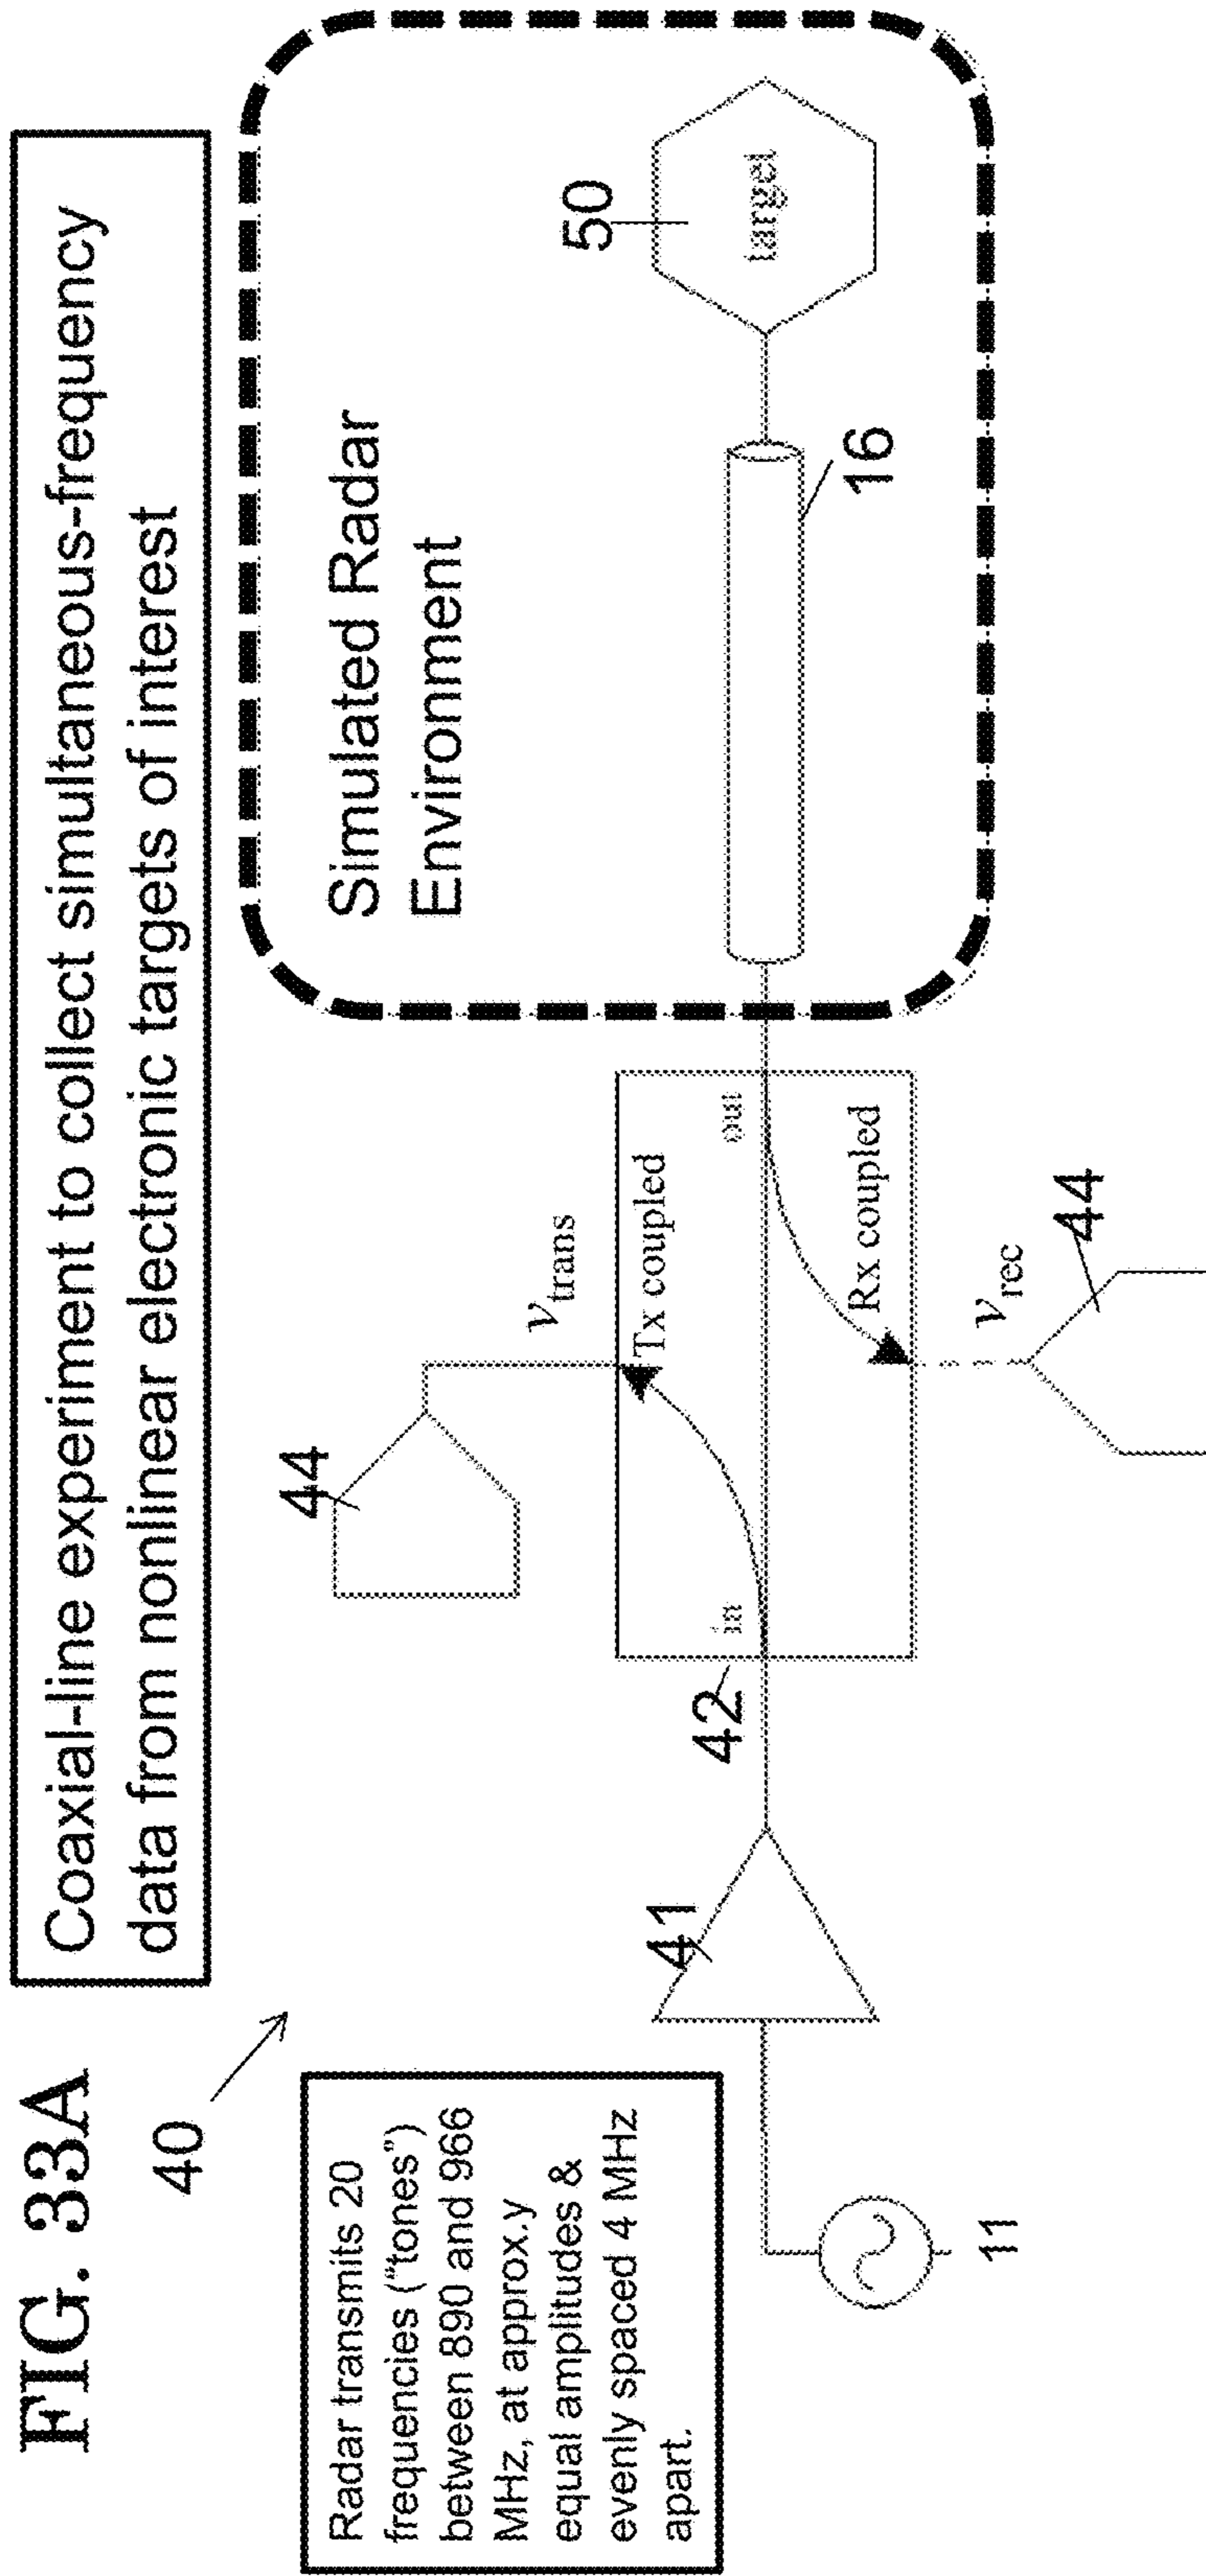 FIG. 33A
Coaxial-line experiment to collect simultaneous-frequency
data from nonlinear electronic targets of interest
40
Radar transmits 20
frequencies ("tones")
between 890 and 966
MHz, at approx.y
equal amplitudes &
evenly spaced 4 MHz
apart.
11
41
42
in
out
Tx coupled
Rx coupled
v trans
44
v rec
44
Simulated Radar
Environment
16
50
target